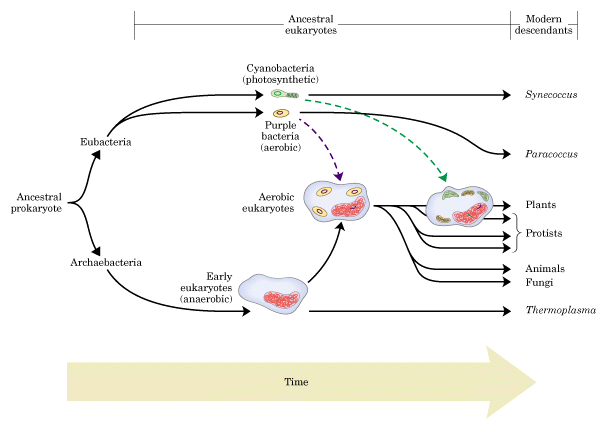 Ancestral
eukaryotes
Modern
descendants
Cyanobacteria
(photosynthetic)
Synecoccus
Purple
bacteria
(aerobic)
Eubacteria
Paracoccus
Aerobic
eukaryotes
Plants
Ancestral
prokaryote
Protists
Archaebacteria
Animals
Early
eukaryotes
(anaerobic)
Fungi
Thermoplasma
Time